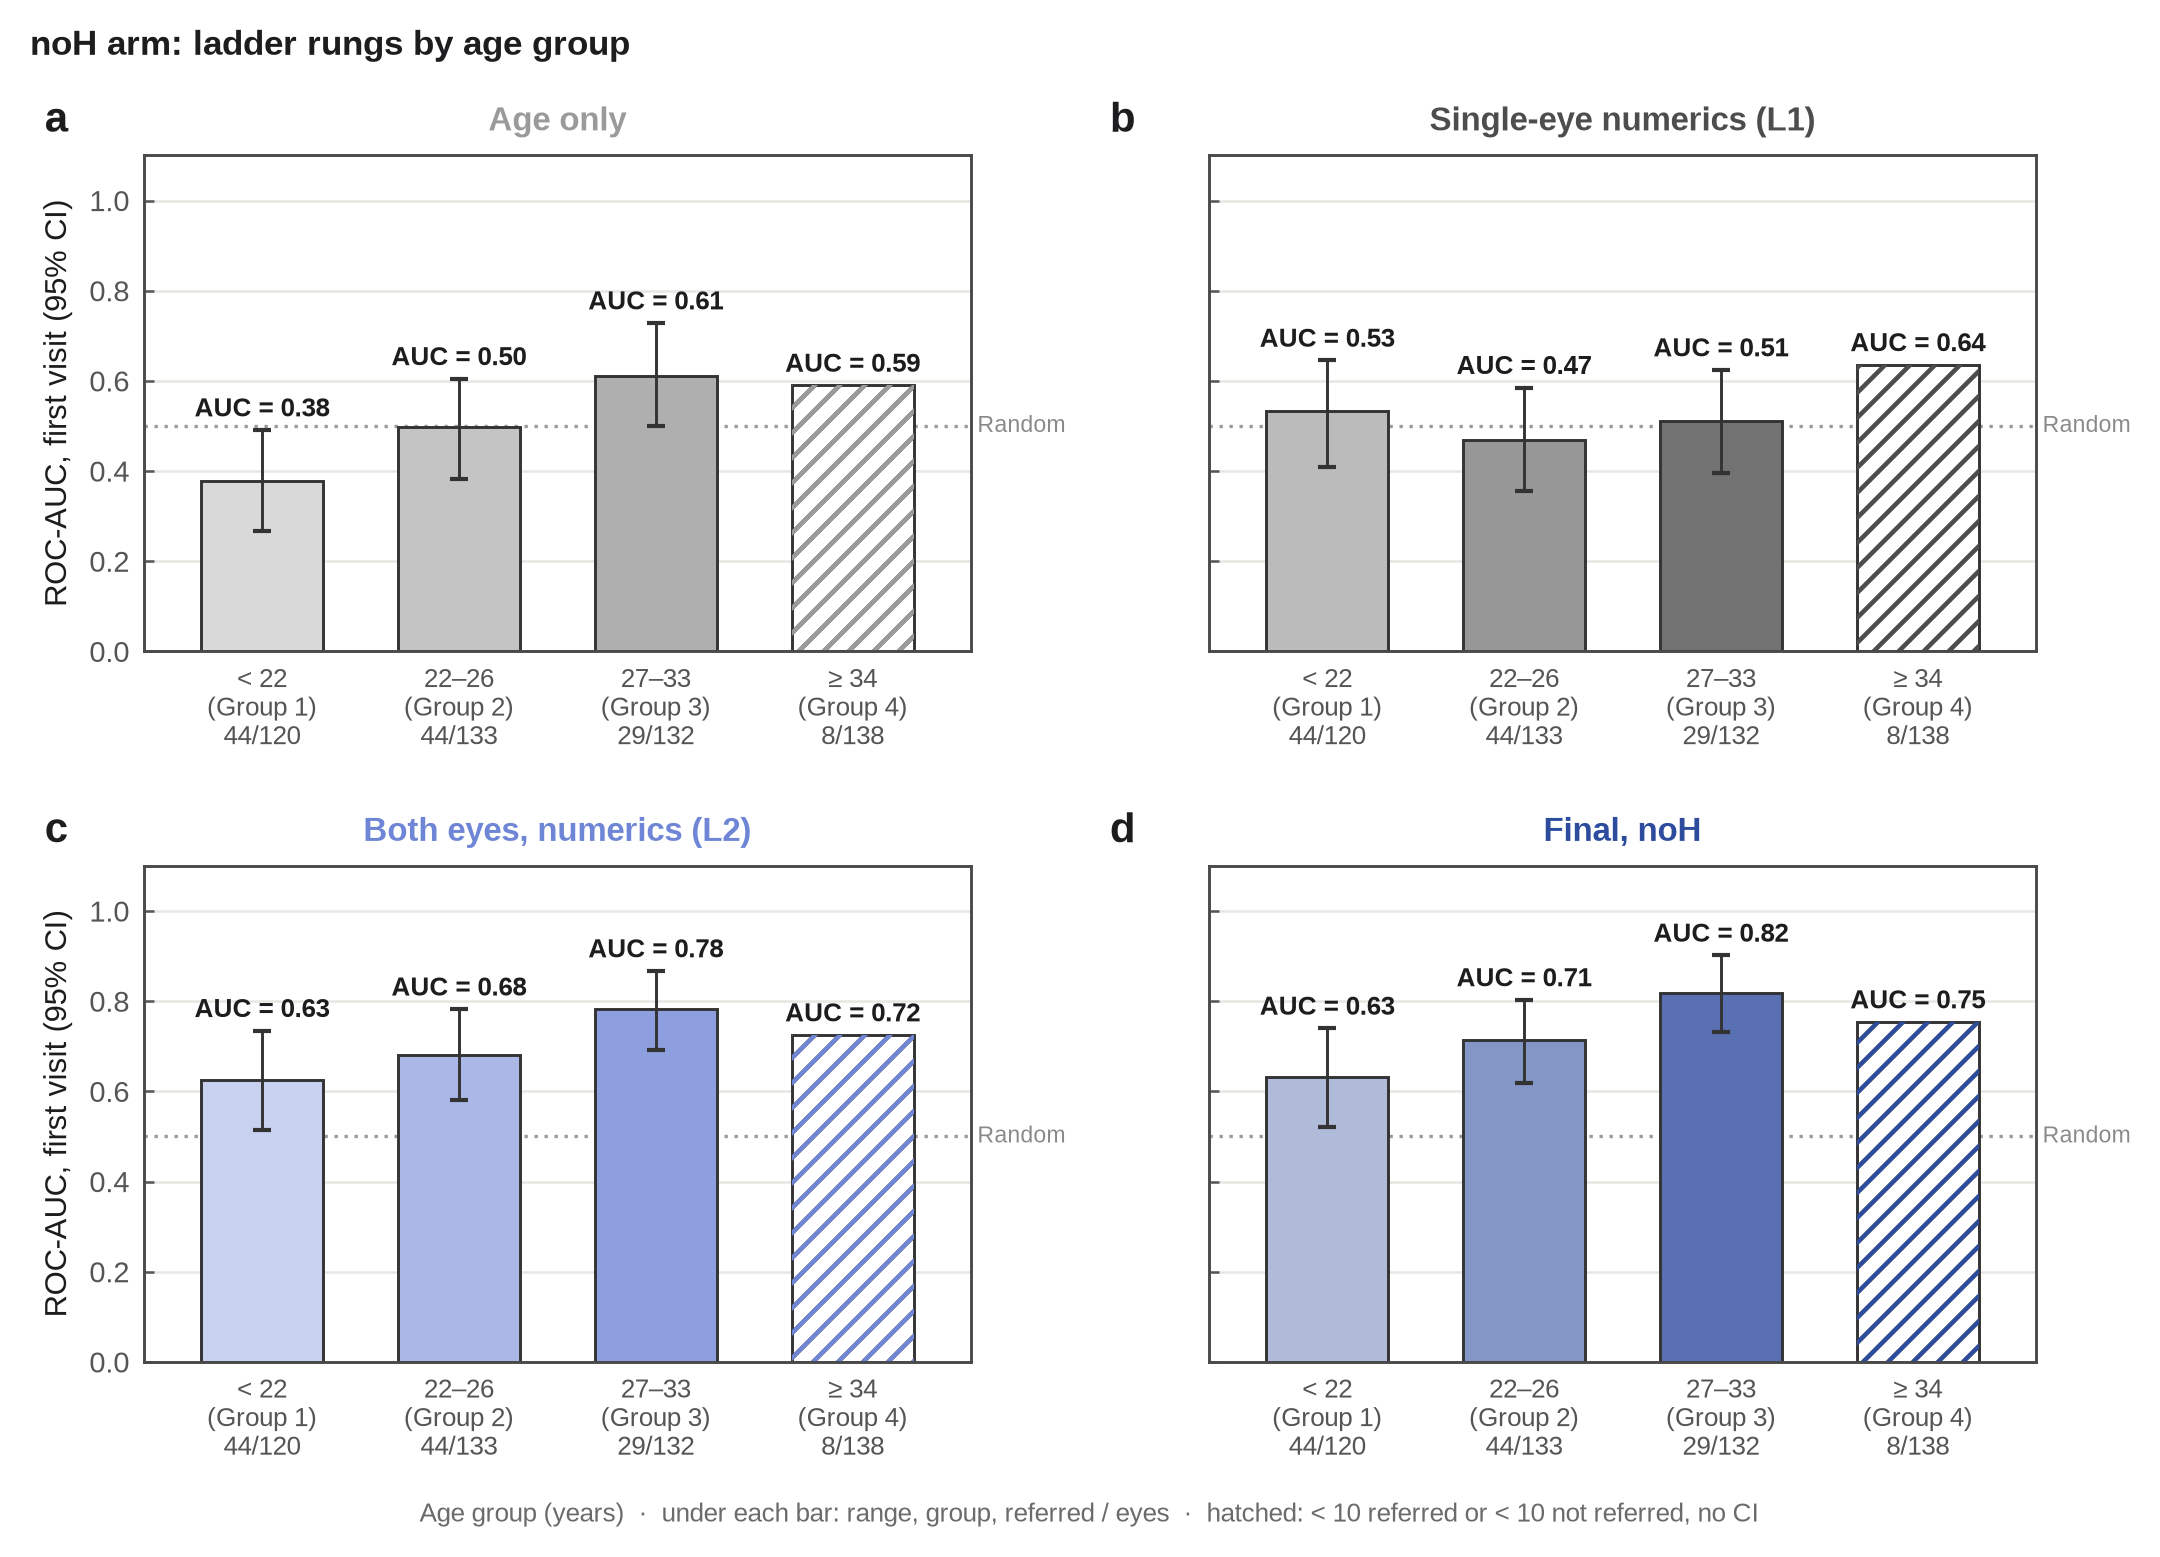 noH arm: ladder rungs by age group
a
Age only
ROC-AUC, first visit (95% CI)
1.0
0.8
0.6
0.4
0.2
0.0
AUC = 0.38
AUC = 0.50
AUC = 0.61
AUC = 0.59
Random
< 22
(Group 1)
44/120
22–26
(Group 2)
44/133
27–33
(Group 3)
29/132
≥ 34
(Group 4)
8/138
b
Single-eye numerics (L1)
AUC = 0.53
AUC = 0.47
AUC = 0.51
AUC = 0.64
Random
< 22
(Group 1)
44/120
22–26
(Group 2)
44/133
27–33
(Group 3)
29/132
≥ 34
(Group 4)
8/138
c
Both eyes, numerics (L2)
ROC-AUC, first visit (95% CI)
1.0
0.8
0.6
0.4
0.2
0.0
AUC = 0.63
AUC = 0.68
AUC = 0.78
AUC = 0.72
Random
< 22
(Group 1)
44/120
22–26
(Group 2)
44/133
27–33
(Group 3)
29/132
≥ 34
(Group 4)
8/138
d
Final, noH
AUC = 0.63
AUC = 0.71
AUC = 0.82
AUC = 0.75
Random
< 22
(Group 1)
44/120
22–26
(Group 2)
44/133
27–33
(Group 3)
29/132
≥ 34
(Group 4)
8/138
Age group (years) · under each bar: range, group, referred / eyes · hatched: < 10 referred or < 10 not referred, no CI